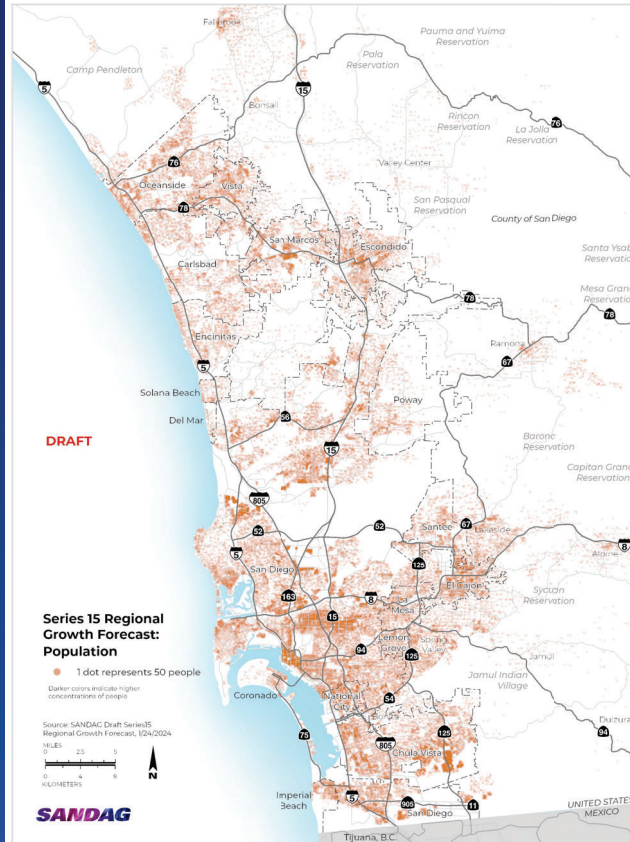 Fallbrook
Pauma and Yuima
Reservation
Camp Pendleton
Pala
Reservation
5
15
Bonsall
Rincon
Reservation
76
La Jolla
Reservation
76
Valley Center
Oceanside
Vista
San Pasqual
Reservation
78
County of San Diego
San Marcos
Escondido
Santa Ysab
Reservatio
Carlsbad
Mesa Gran
Reservatio
78
78
Encinitas
Ramona
67
5
Solana Beach
Poway
Del Mar
56
DRAFT
15
Barona
Reservation
Capitan Grand
Reservation
805
52
52
Santee
67
Lakeside
8
5
Alpine
San Diego
125
El Cajon
163
8
La
Mesa
Sycuan
Reservation
15
Series 15 Regional
Growth Forecast:
Population
Lemon
Grove
Spring
Valley
94
125
Jamul
1 dot represents 50 people
Jamul Indian
Village
Darker colors indicate higher
concentrations of people
Coronado
National
City
54
Bonita
Dulzura
94
Source: SANDAG Draft Series15
Regional Growth Forecast, 1/24/2024
75
125
805
Chula Vista
MILES
0 2.5 5
0 4 8
KILOMETERS
N
Imperial
Beach
5
905
11
San Diego
UNITED STATES
MEXICO
SANDAG
Tijuana, B.C.